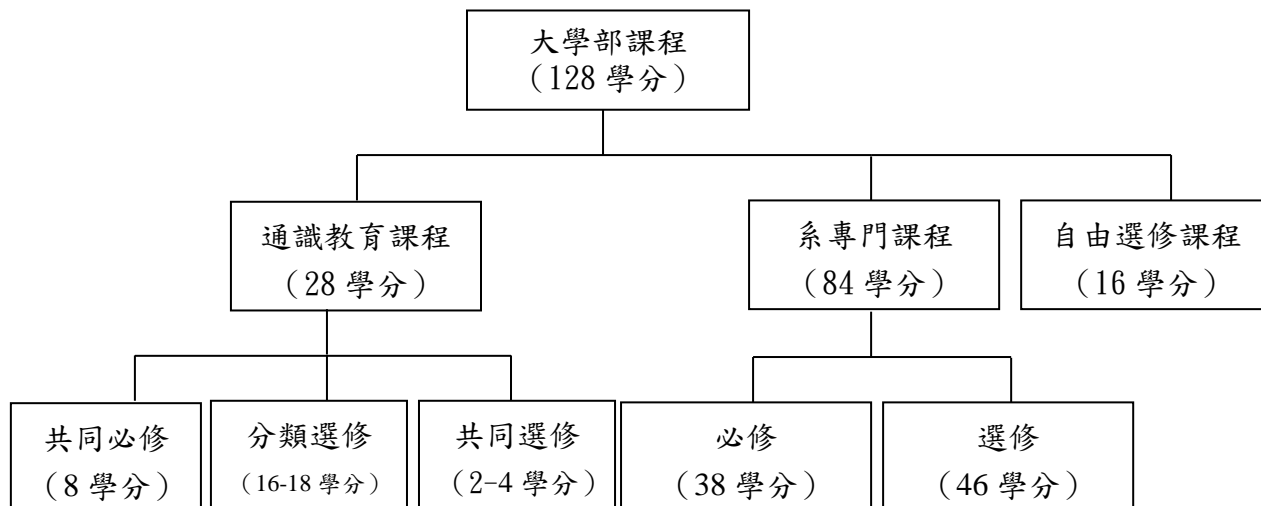 大學部課程
（128 學分）
通識教育課程
（28 學分）
系專門課程
（84 學分）
自由選修課程
（16 學分）
共同必修
（8 學分）
分類選修
（16-18 學分）
共同選修
（2-4 學分）
必修
（38 學分）
選修
（46 學分）